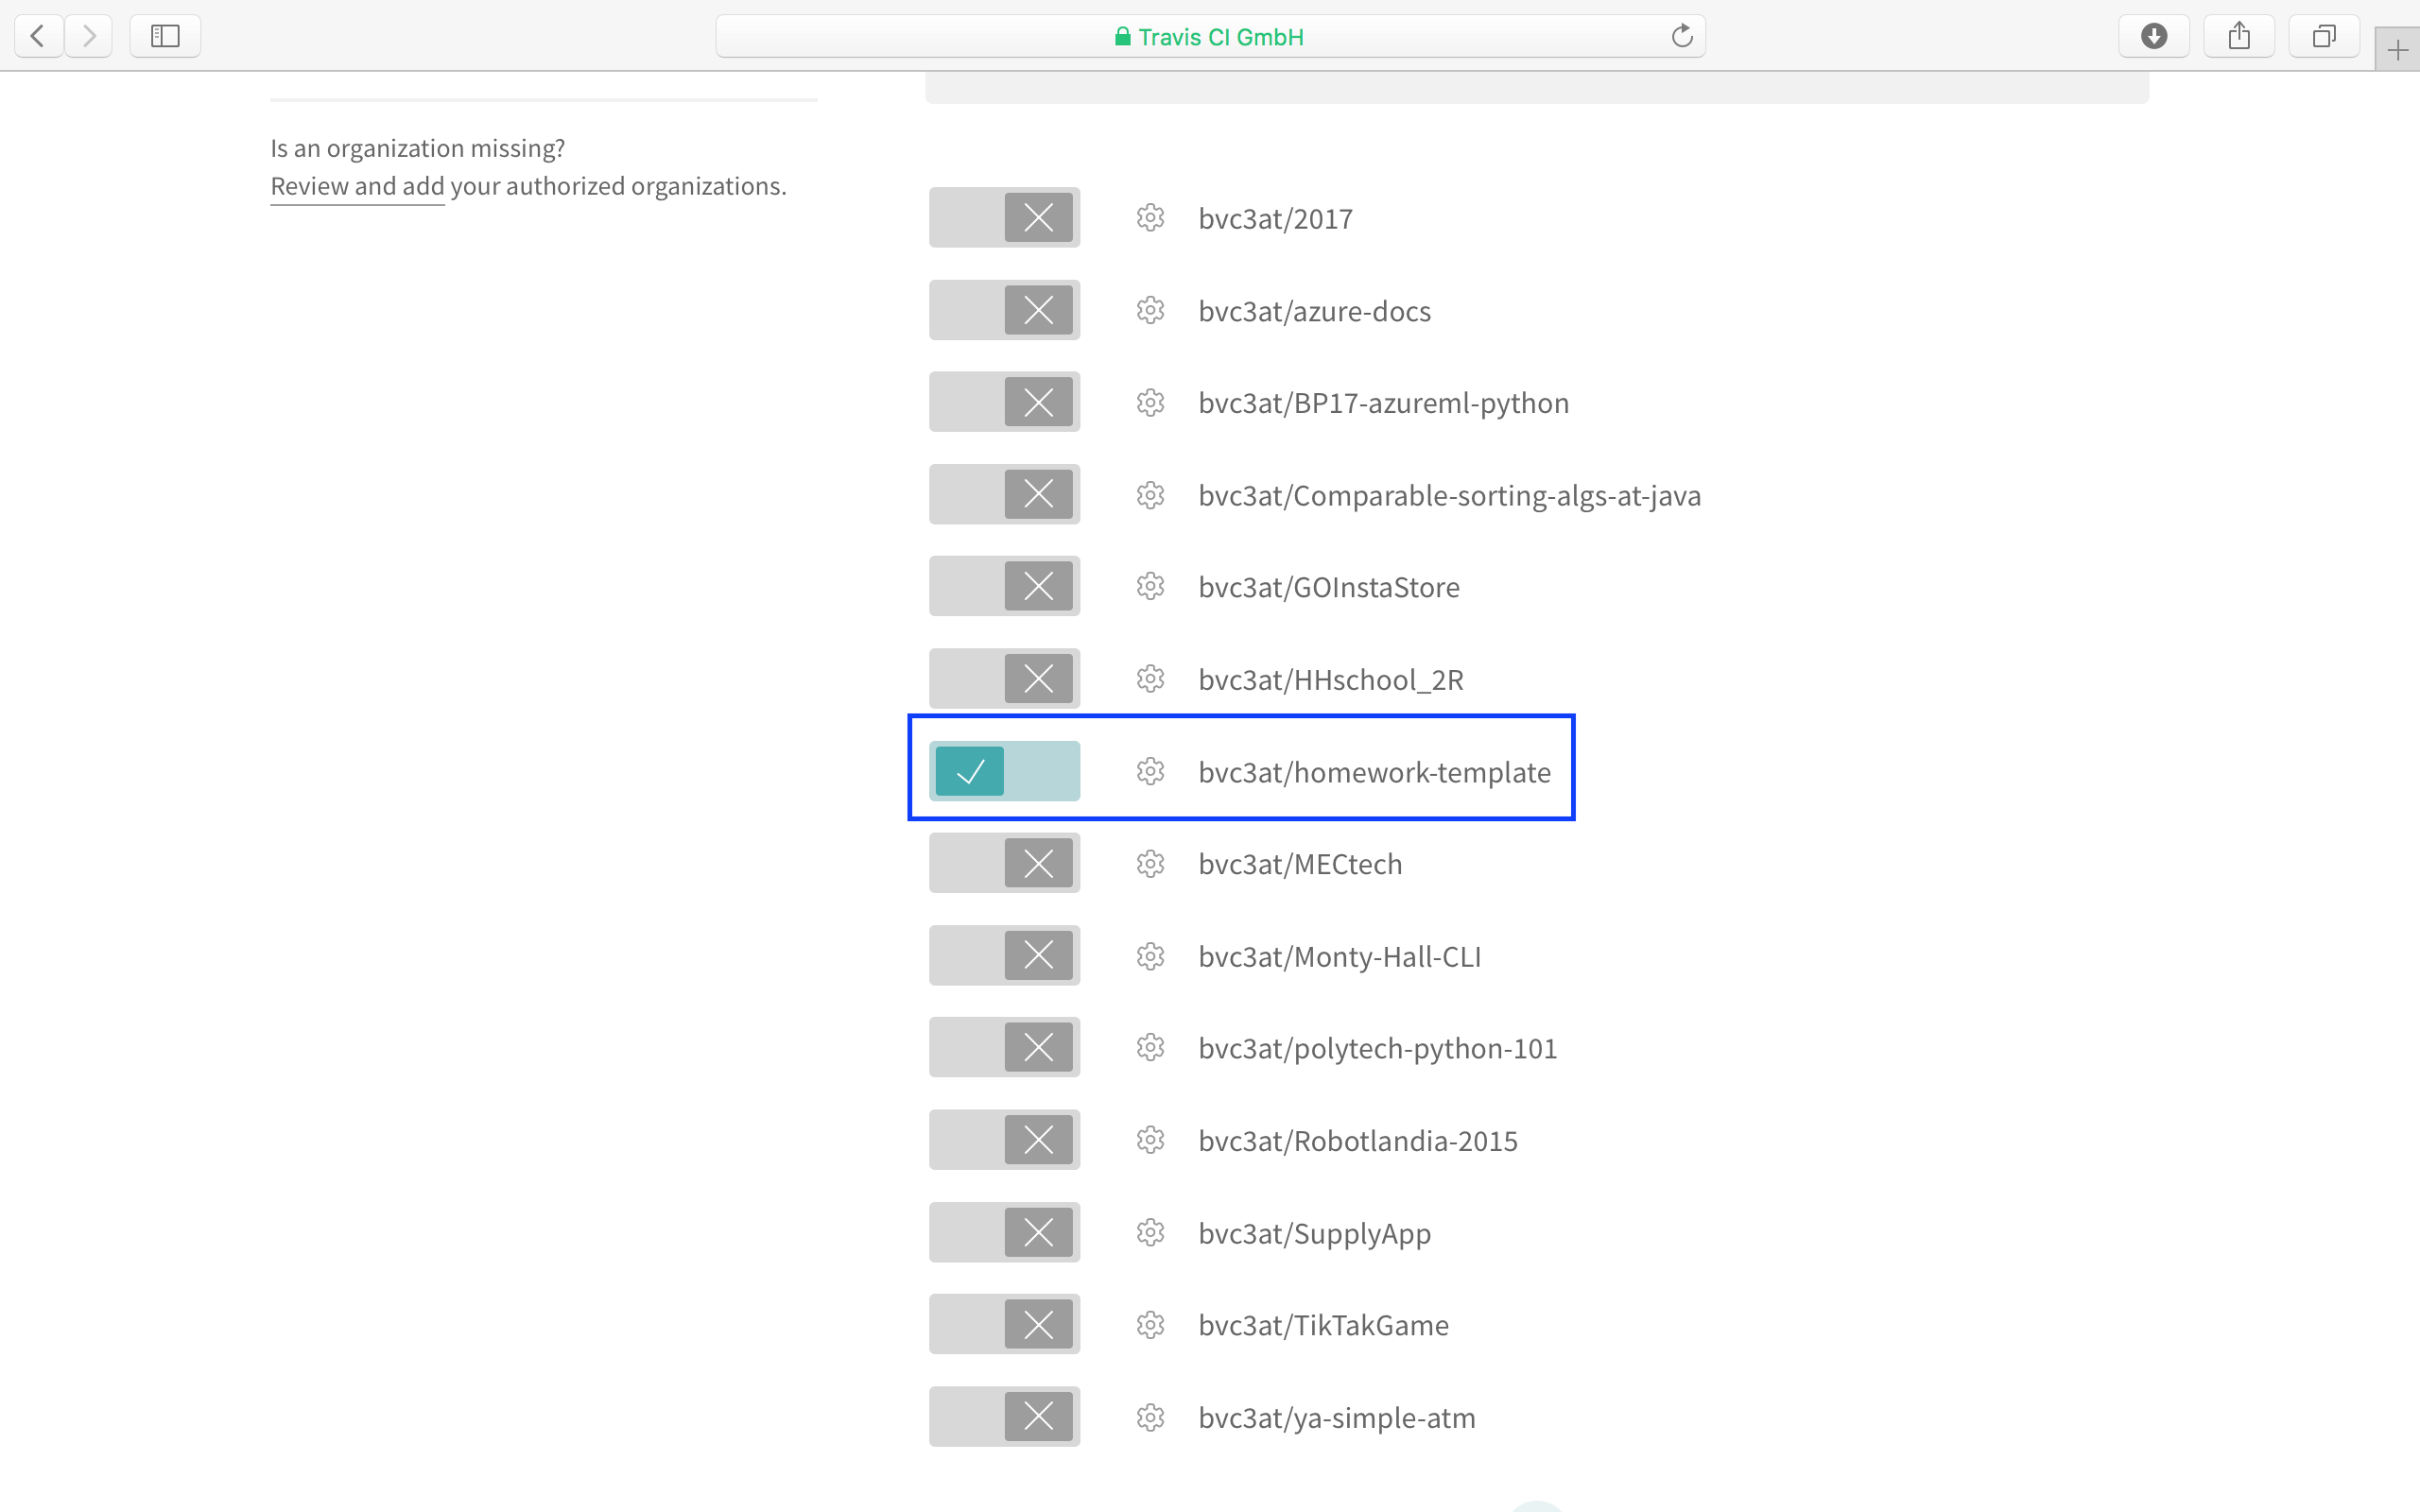 Travis CI GmbH
Is an organization missing?
Review and add your authorized organizations.
bvc3at/2017
bvc3at/azure-docs
bvc3at/BP17-azureml-python
bvc3at/Comparable-sorting-algs-at-java
bvc3at/GOInstaStore
bvc3at/HHschool_2R
bvc3at/homework-template
bvc3at/MECtech
bvc3at/Monty-Hall-CLI
bvc3at/polytech-python-101
bvc3at/Robotlandia-2015
bvc3at/SupplyApp
bvc3at/TikTakGame
bvc3at/ya-simple-atm